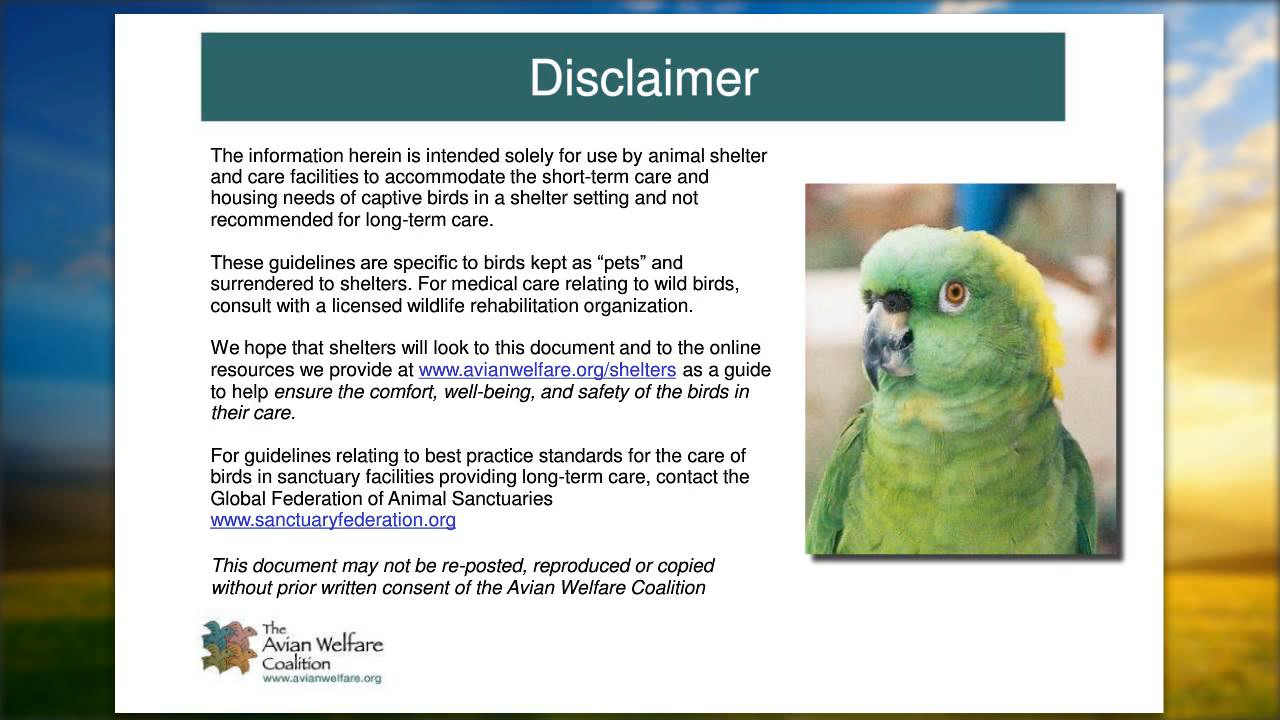 Disclaimer
The information herein is intended solely for use by animal shelter
and care facilities to accommodate the short-term care and
housing needs of captive birds in a shelter setting and not
recommended for long-term care.
These guidelines are specific to birds kept as “pets” and
surrendered to shelters. For medical care relating to wild birds,
consult with a licensed wildlife rehabilitation organization.
We hope that shelters will look to this document and to the online
resources we provide at www.avianwelfare.org/shelters as a guide
to help ensure the comfort, well-being, and safety of the birds in
their care.
For guidelines relating to best practice standards for the care of
birds in sanctuary facilities providing long-term care, contact the
Global Federation of Animal Sanctuaries
www.sanctuaryfederation.org
This document may not be re-posted, reproduced or copied
without prior written consent of the Avian Welfare Coalition
The
Avian Welfare
Coalition
www.avianwelfare.org